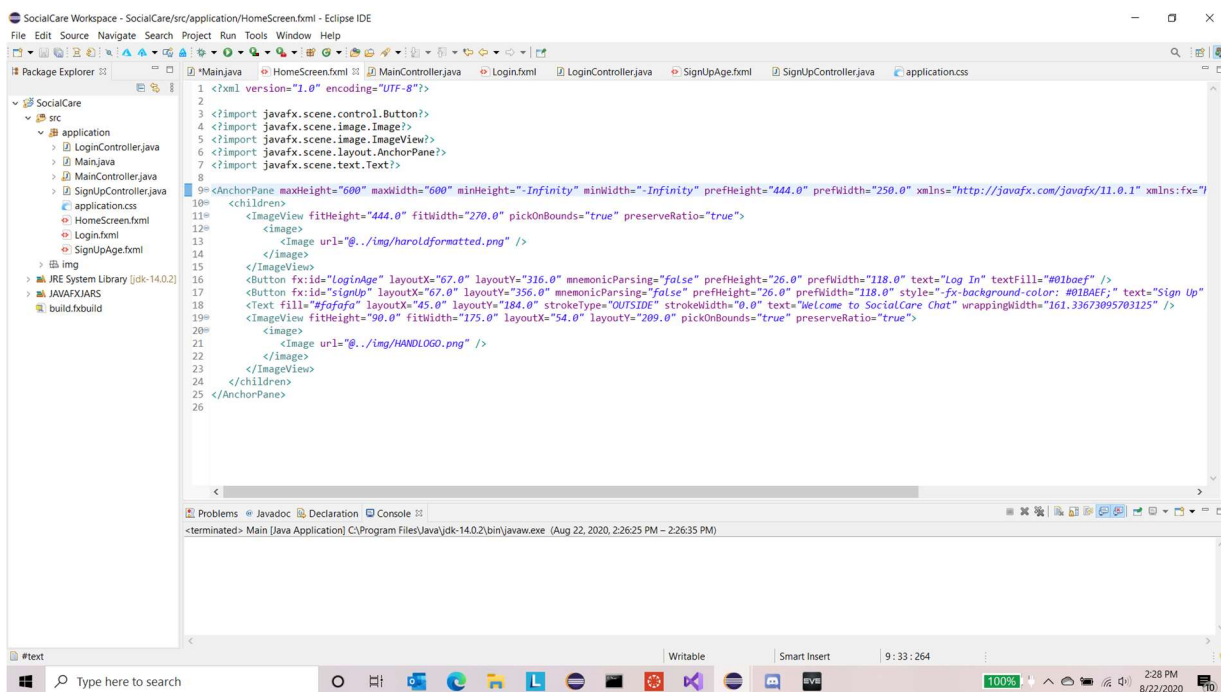 SocialCare Workspace - SocialCare/src/application/HomeScreen.fxml - Eclipse IDE
File Edit Source Navigate Search Project Run Tools Window Help
Package Explorer
*Main.java HomeScreen.fxml MainController.java Login.fxml LoginController.java SignUpAge.fxml SignUpController.java application.css
SocialCare
src
application
LoginController.java
Main.java
MainController.java
SignUpController.java
application.css
HomeScreen.fxml
Login.fxml
SignUpAge.fxml
img
JRE System Library [jdk-14.0.2]
JAVAFXJARS
build.fxbuild
1 <?xml version="1.0" encoding="UTF-8"?>
2
3 <?import javafx.scene.control.Button?>
4 <?import javafx.scene.image.Image?>
5 <?import javafx.scene.image.ImageView?>
6 <?import javafx.scene.layout.AnchorPane?>
7 <?import javafx.scene.text.Text?>
8
9 <AnchorPane maxHeight="600" maxWidth="600" minHeight="-Infinity" minWidth="-Infinity" prefHeight="444.0" prefWidth="250.0" xmlns="http://javafx.com/javafx/11.0.1" xmlns:fx="
10 <children>
11 <ImageView fitHeight="444.0" fitWidth="270.0" pickOnBounds="true" preserveRatio="true">
12 <image>
13 <Image url="@../img/haroldformatted.png" />
14 </image>
15 </ImageView>
16 <Button fx:id="LoginAge" layoutX="67.0" layoutY="316.0" mnemonicParsing="false" prefHeight="26.0" prefWidth="118.0" text="Log In" textFill="#01baef" />
17 <Button fx:id="signUp" layoutX="67.0" layoutY="356.0" mnemonicParsing="false" prefHeight="26.0" prefWidth="118.0" style="-fx-background-color: #01BAEF;" text="Sign Up"
18 <Text fill="#fafafa" layoutX="45.0" layoutY="184.0" strokeType="OUTSIDE" strokeWidth="0.0" text="Welcome to SocialCare Chat" wrappingWidth="161.33673095703125" />
19 <ImageView fitHeight="90.0" fitWidth="175.0" layoutX="54.0" layoutY="209.0" pickOnBounds="true" preserveRatio="true">
20 <image>
21 <Image url="@../img/HANDLOGO.png" />
22 </image>
23 </ImageView>
24 </children>
25 </AnchorPane>
26
Problems Javadoc Declaration Console
<terminated> Main [Java Application] C:\Program Files\Java\jdk-14.0.2\bin\javaw.exe (Aug 22, 2020, 2:26:25 PM – 2:26:35 PM)
#text Writable Smart Insert 9 : 33 : 264
Type here to search L EVE 100% 2:28 PM
8/22/2020 10